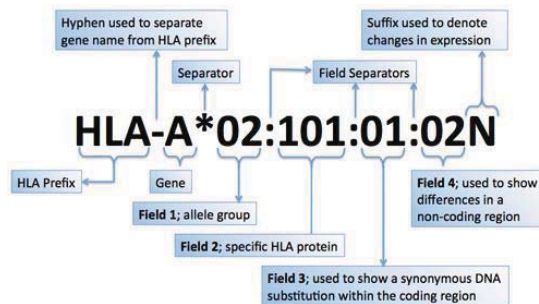 Hyphen used to separate
gene name from HLA prefix
Suffix used to denote
changes in expression
Separator
Field Separators
HLA-A*02:101:01:02N
HLA Prefix
Gene
Field 4; used to show
differences in a
non-coding region
Field 1; allele group
Field 2; specific HLA protein
Field 3; used to show a synonymous DNA
substitution within the coding region